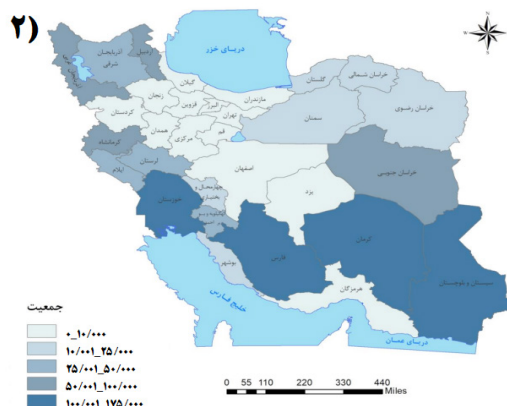 ۲)
دریای خزر
اردبیل
آذربایجان
شرقی
گیلان
زنجان
قزوین
البرز
مازندران
تهران
گلستان
خراسان شمالی
خراسان رضوی
سمنان
کردستان
همدان
مرکزی
قم
کرمانشاه
لرستان
ایلام
اصفهان
یزد
خراسان جنوبی
چهارمحال و
بختیاری
خوزستان
فارس
کرمان
سیستان و بلوچستان
بوشهر
هرمزگان
خلیج فارس
دریای عمان
جمعیت
۰_۱۰/۰۰۰
۱۰/۰۰۱_۲۵/۰۰۰
۲۵/۰۰۱_۵۰/۰۰۰
۵۰/۰۰۱_۱۰۰/۰۰۰
۱۰۰/۰۰۱_۱۷۵/۰۰۰
0 55 110 220 330 440
Miles